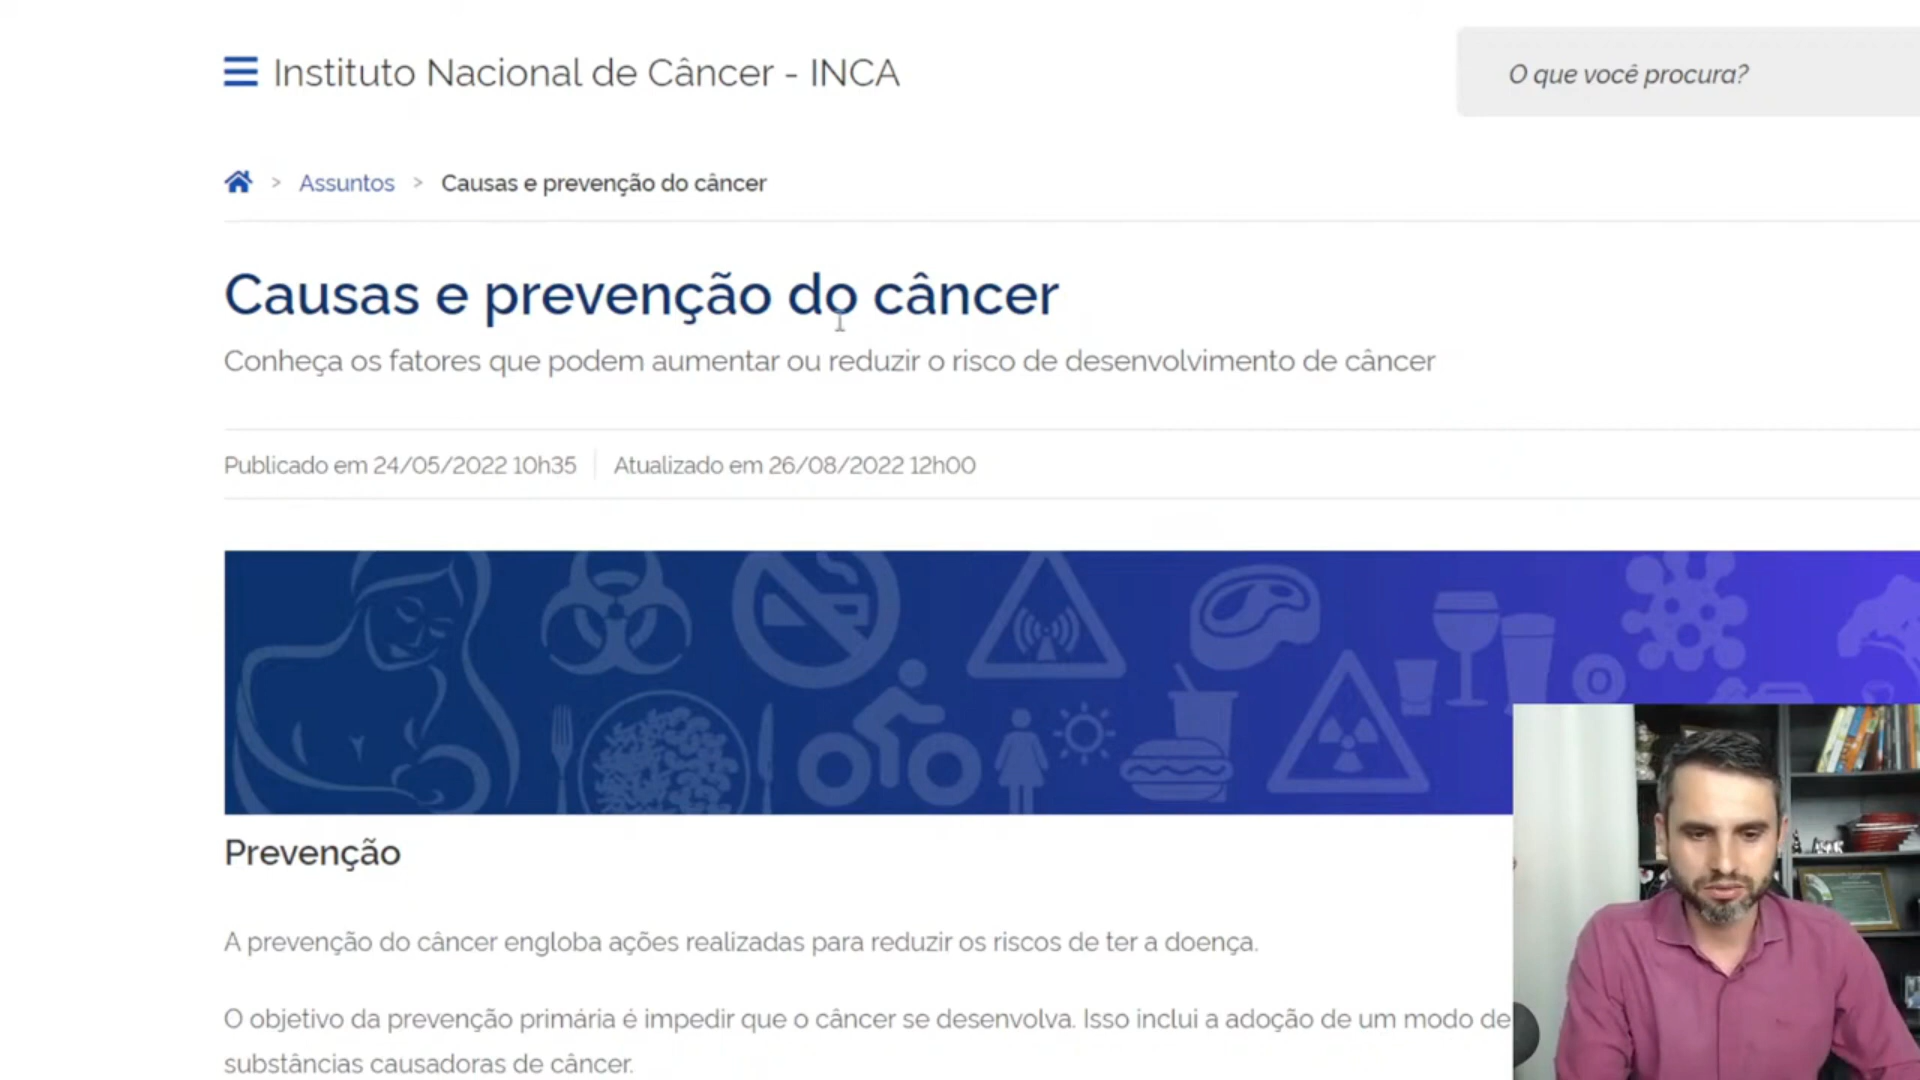 Instituto Nacional de Câncer - INCA
O que você procura?
> Assuntos > Causas e prevenção do câncer
Causas e prevenção do câncer
Conheça os fatores que podem aumentar ou reduzir o risco de desenvolvimento de câncer
Publicado em 24/05/2022 10h35
Atualizado em 26/08/2022 12h00
Prevenção
A prevenção do câncer engloba ações realizadas para reduzir os riscos de ter a doença.
O objetivo da prevenção primária é impedir que o câncer se desenvolva. Isso inclui a adoção de um modo de
substâncias causadoras de câncer.